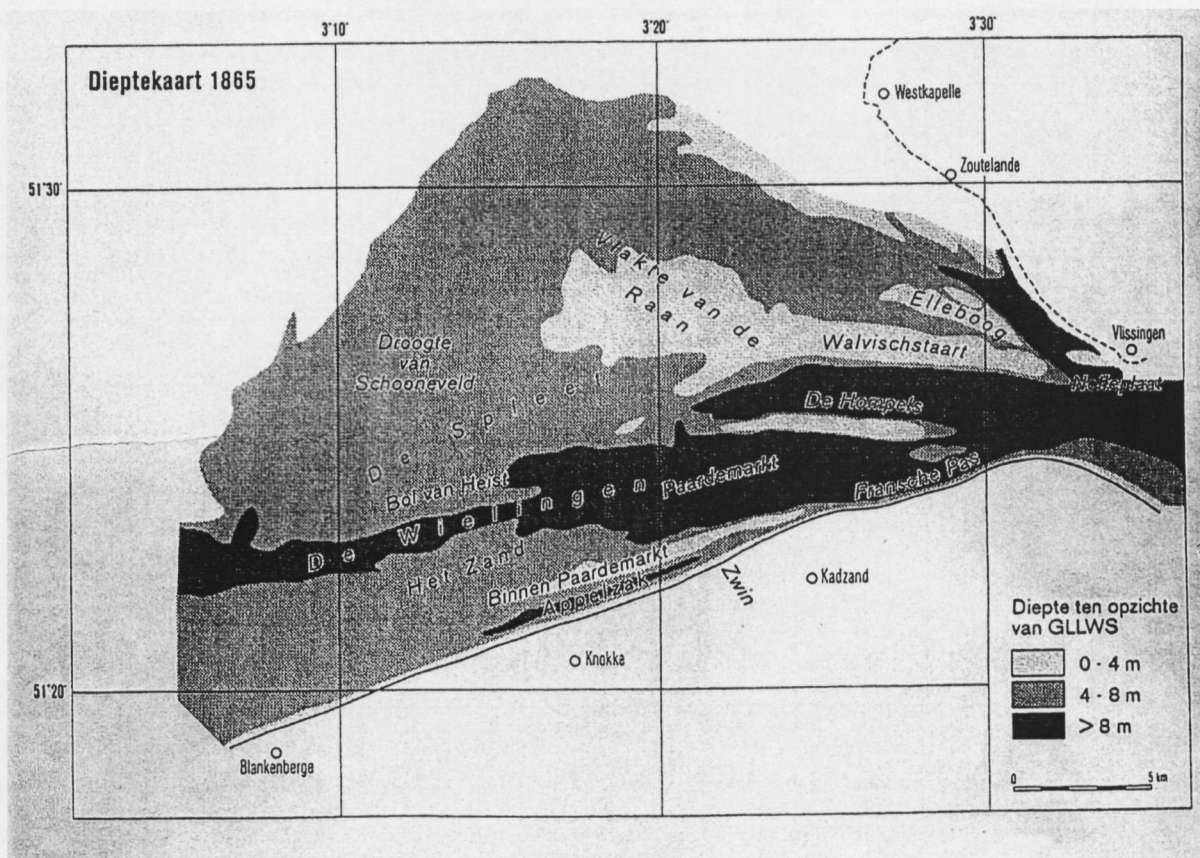 3°10'
3°20'
3°30'
Dieptekaart 1865
Westkapelle
Zoutelande
51°30'
Vlakte van de
Raan
Elleboog
Droogte
van
Schooneveld
Walvischstaart
Vlissingen
Nolleplaat
De Spleet
De Hompels
Bol van Heist
Paardemarkt
Fransche Pas
De Wielingen
Het Zand
Binnen Paardemarkt
Appelzak
Zwin
Kadzand
Knokke
51°20'
Blankenberge
Diepte ten opzichte
van GLLWS
0 - 4 m
4 - 8 m
> 8 m
0 5 km